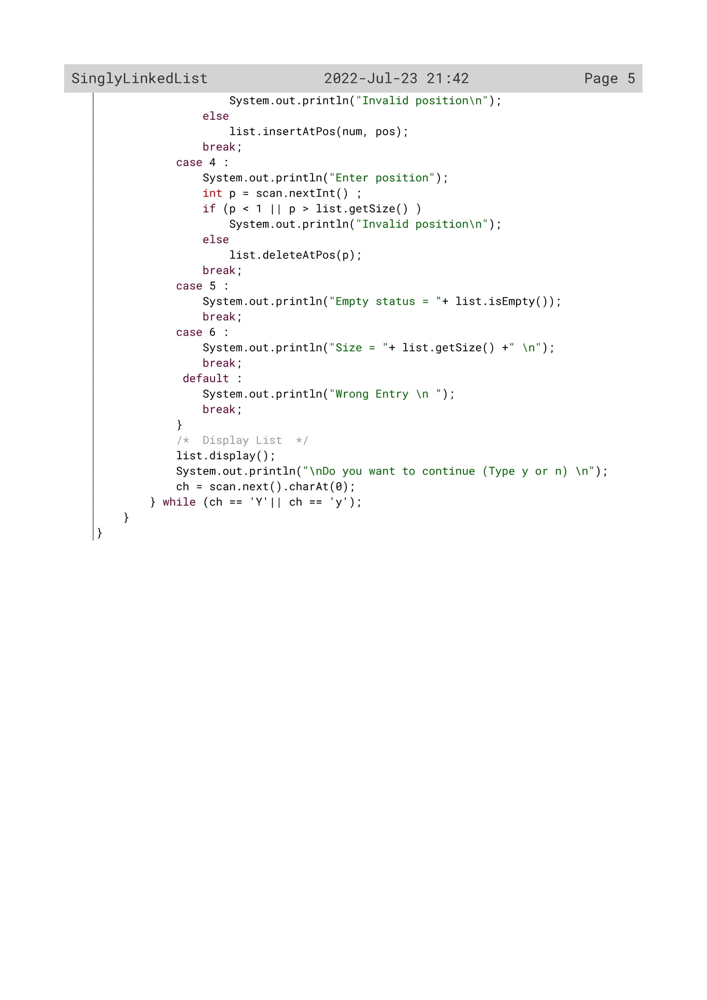 SinglyLinkedList 2022-Jul-23 21:42 Page 5
                    System.out.println("Invalid position\n");
                else
                    list.insertAtPos(num, pos);
                break;
            case 4 :
                System.out.println("Enter position");
                int p = scan.nextInt() ;
                if (p < 1 || p > list.getSize() )
                    System.out.println("Invalid position\n");
                else
                    list.deleteAtPos(p);
                break;
            case 5 :
                System.out.println("Empty status = "+ list.isEmpty());
                break;
            case 6 :
                System.out.println("Size = "+ list.getSize() +" \n");
                break;
             default :
                System.out.println("Wrong Entry \n ");
                break;
            }
            /*  Display List  */
            list.display();
            System.out.println("\nDo you want to continue (Type y or n) \n");
            ch = scan.next().charAt(0);
        } while (ch == 'Y'|| ch == 'y');
    }
}